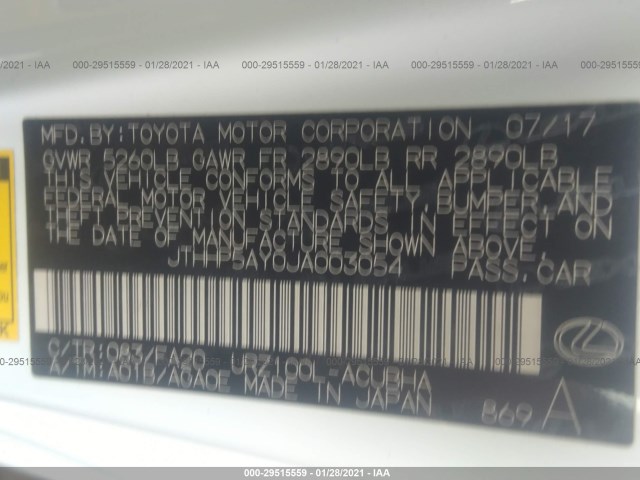 000-29515559 - 01/28/2021 - IAA
MFD.BY:TOYOTA MOTOR CORPORATION 07/17
GVWR 5260LB GAWR FR 2890LB RR 2890LB
THIS VEHICLE CONFORMS TO ALL APPLICABLE
FEDERAL MOTOR VEHICLE SAFETY,BUMPER,AND
THEFT PREVENTION STANDARDS IN EFFECT ON
THE DATE OF MANUFACTURE SHOWN ABOVE.
JTHHP5AY0JA003054 PASS.CAR
C/TR:083/FA20 URZ100L-ACUBHA
A/TM:A01B/AGA0E MADE IN JAPAN
869 A
000-29515559 - 01/28/2021 - IAA